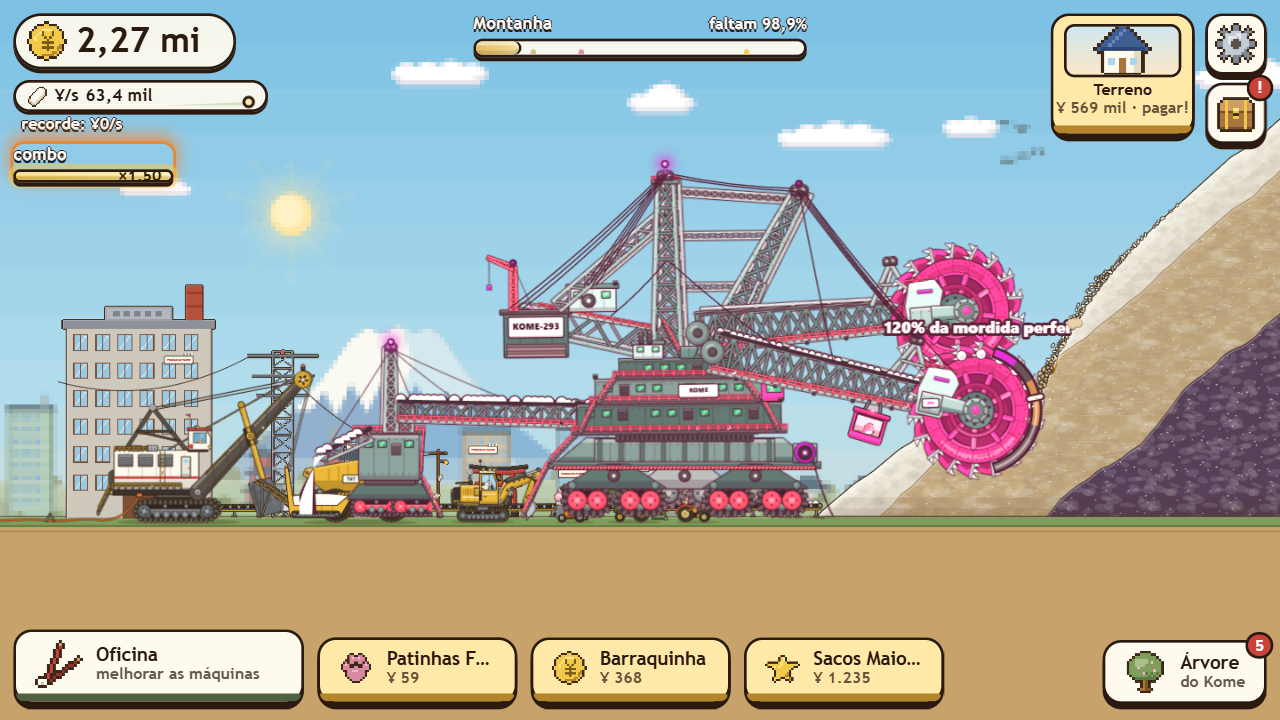 2,27 mi
¥/s 63,4 mil
recorde: ¥0/s
combo
x1.50
Montanha
faltam 98,9%
Terreno
¥ 569 mil · pagar!
!
KOME-293
KOME
120% da mordida perfei
TNT
Oficina
melhorar as máquinas
Patinhas F...
¥ 59
Barraquinha
¥ 368
Sacos Maio...
¥ 1.235
Árvore
do Kome
5